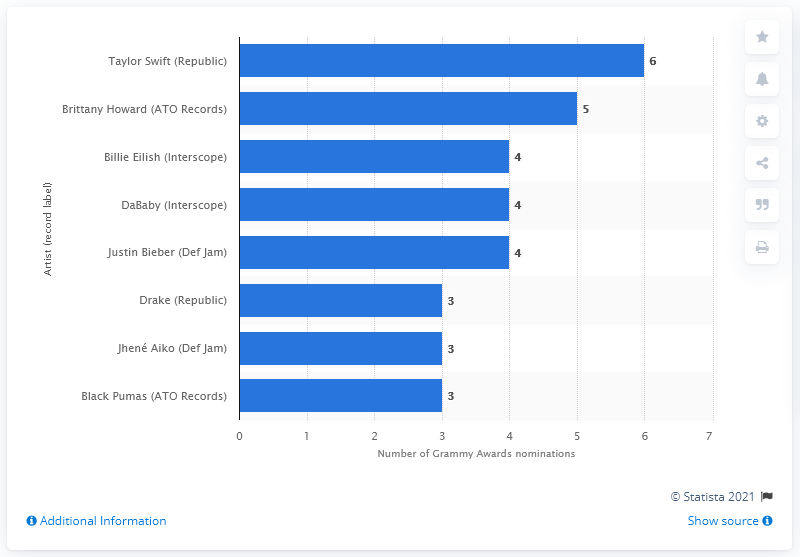 Artist (record label)
Taylor Swift (Republic) 6
Brittany Howard (ATO Records) 5
Billie Eilish (Interscope) 4
DaBaby (Interscope) 4
Justin Bieber (Def Jam) 4
Drake (Republic) 3
Jhené Aiko (Def Jam) 3
Black Pumas (ATO Records) 3
0 1 2 3 4 5 6 7
Number of Grammy Awards nominations
© Statista 2021
Additional Information
Show source